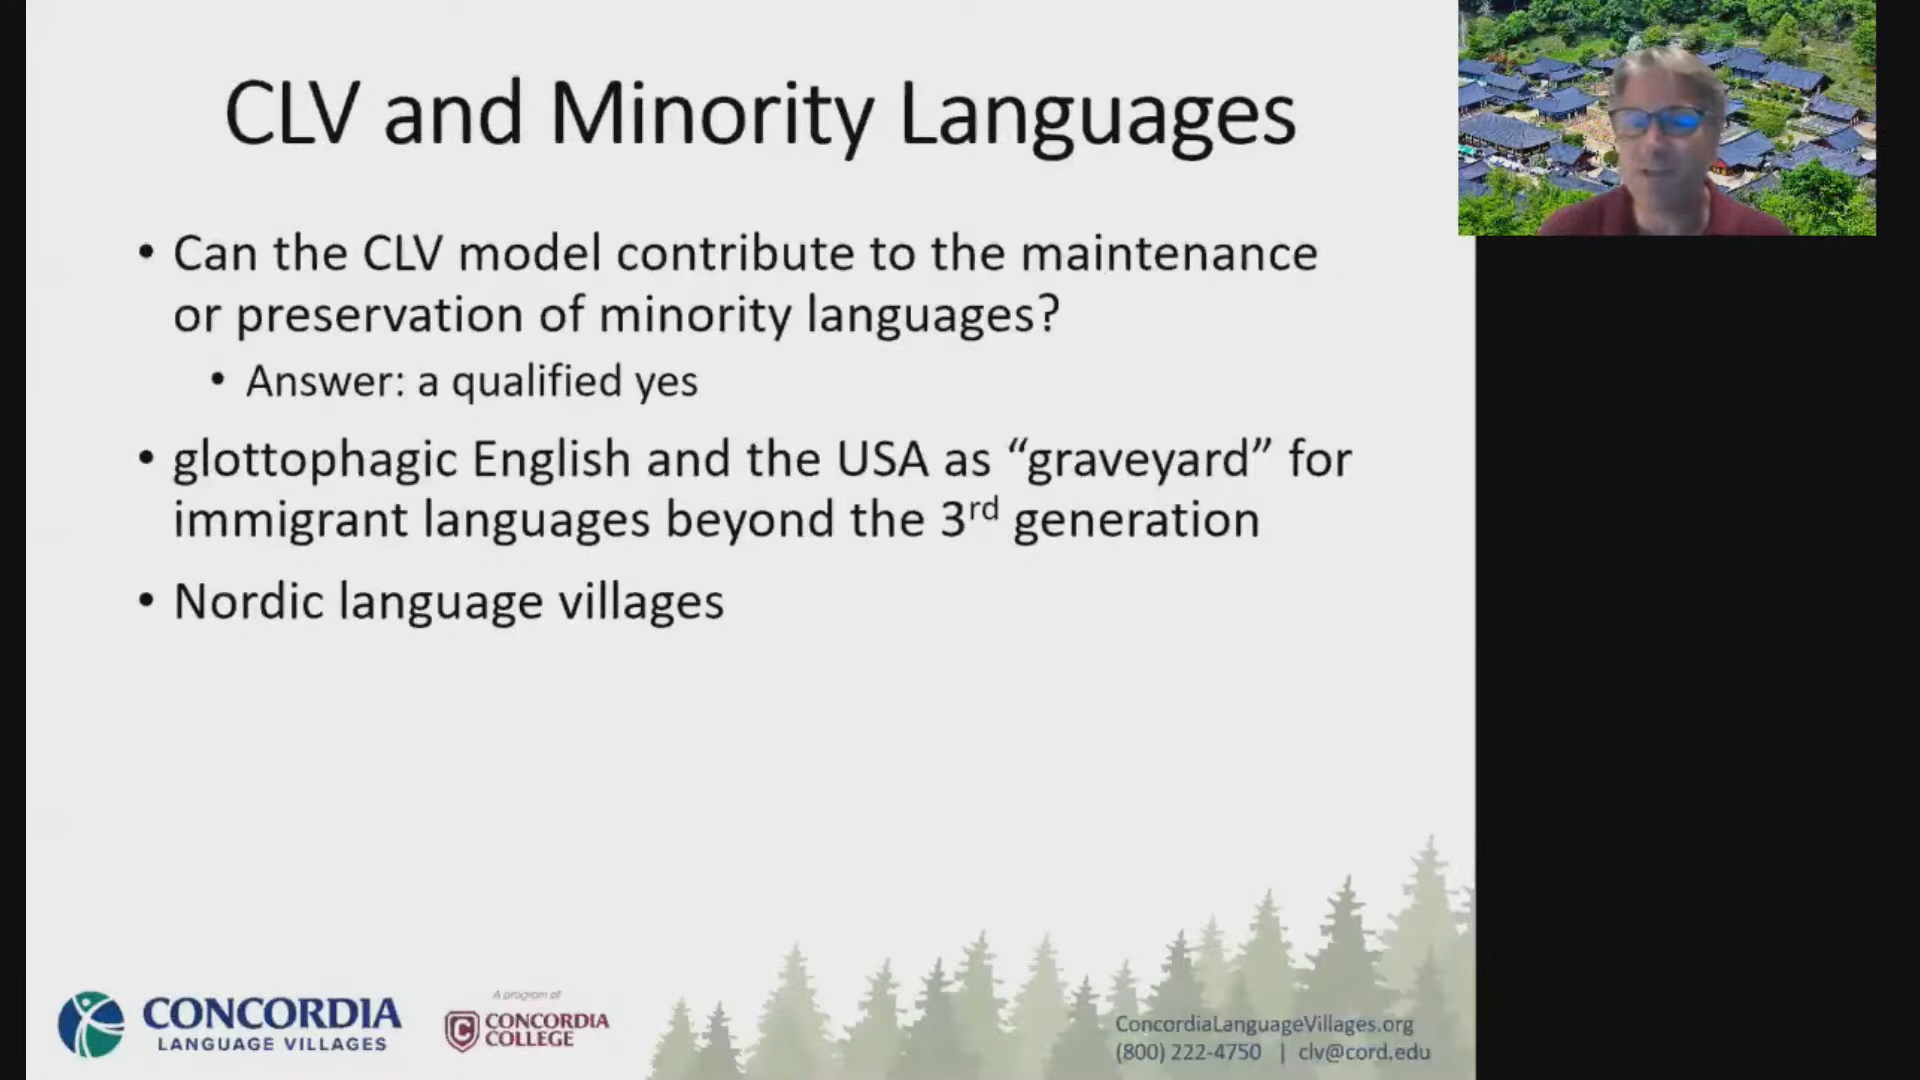 CLV and Minority Languages
• Can the CLV model contribute to the maintenance
or preservation of minority languages?
• Answer: a qualified yes
• glottophagic English and the USA as “graveyard” for
immigrant languages beyond the 3rd generation
• Nordic language villages
CONCORDIA
LANGUAGE VILLAGES
A program of
CONCORDIA
COLLEGE
ConcordiaLanguageVillages.org
(800) 222-4750 | clv@cord.edu